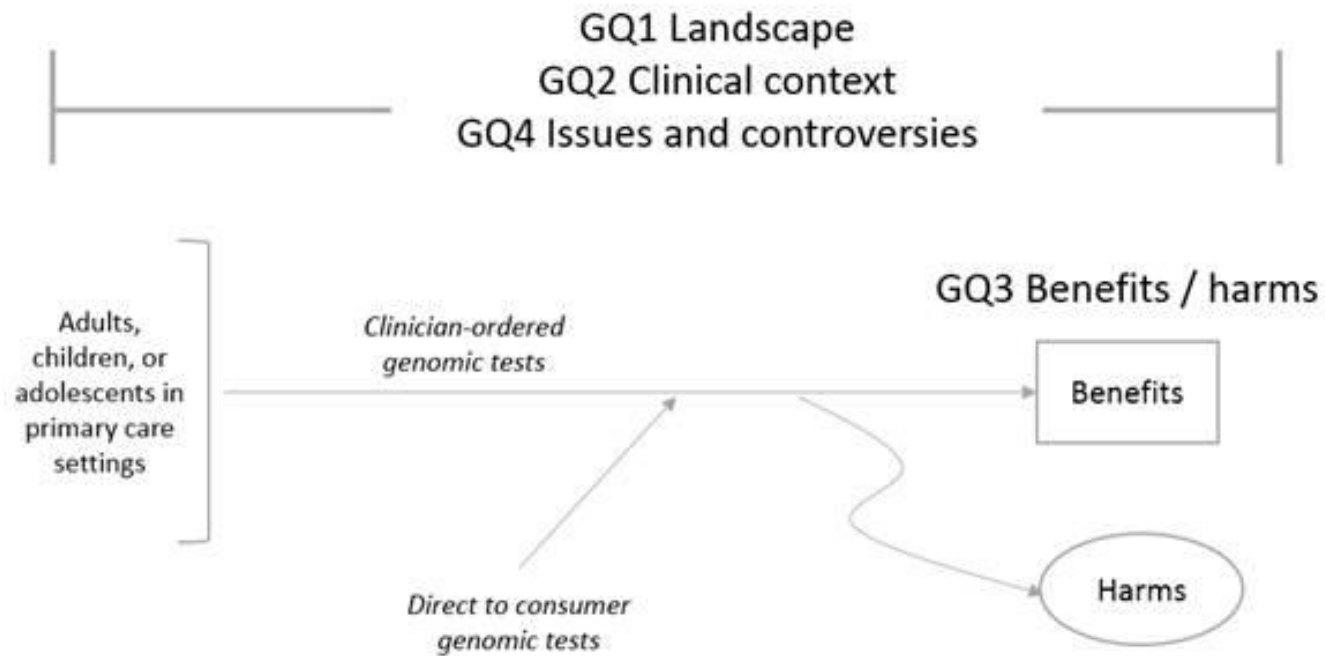 GQ1 Landscape
GQ2 Clinical context
GQ4 Issues and controversies
GQ3 Benefits / harms
Adults,
children, or
adolescents in
primary care
settings
Clinician-ordered
genomic tests
Benefits
Direct to consumer
genomic tests
Harms